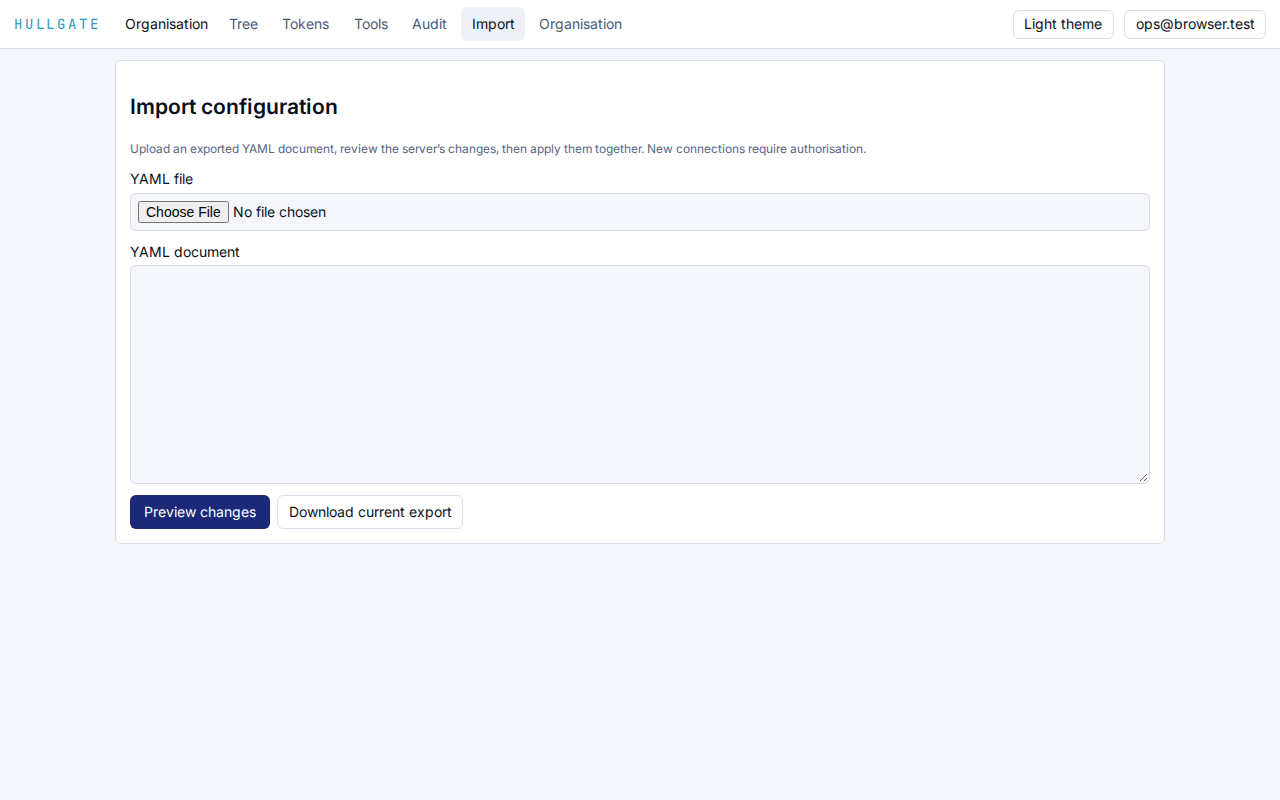 HULLGATE Organisation Tree Tokens Tools Audit Import Organisation Light theme ops@browser.test
Import configuration
Upload an exported YAML document, review the server’s changes, then apply them together. New connections require authorisation.
YAML file
Choose File No file chosen
YAML document
Preview changes Download current export